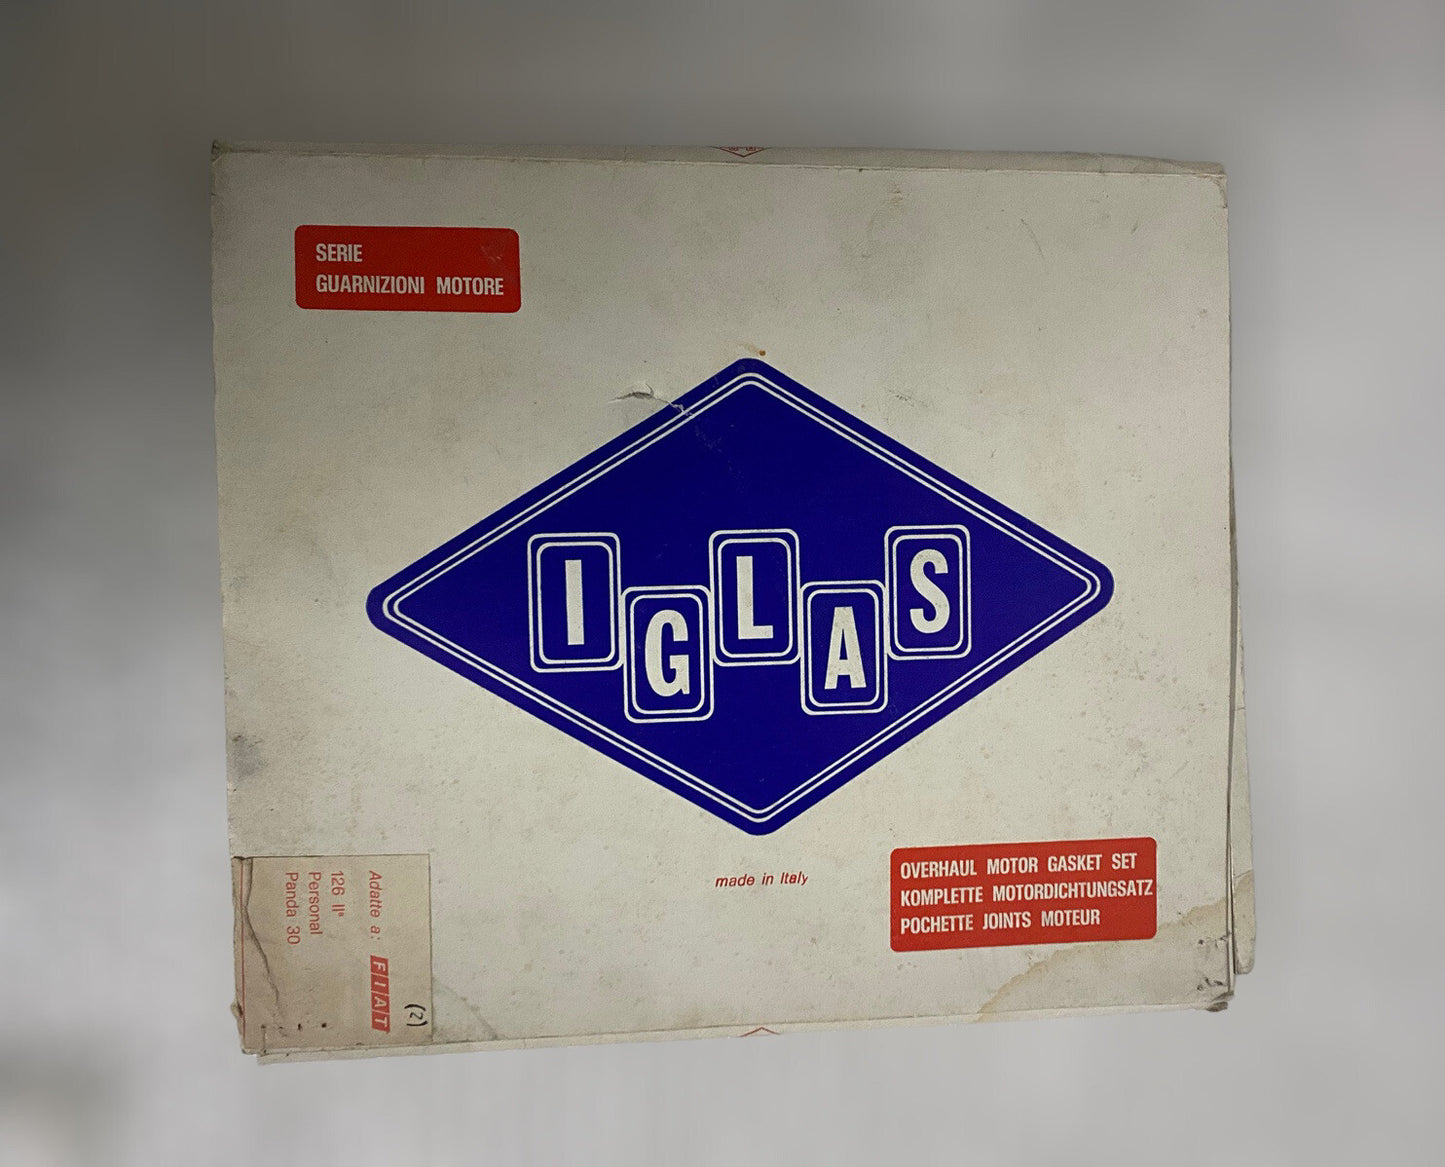 SERIE
GUARNIZIONI MOTORE
IGLAS
made in Italy
OVERHAUL MOTOR GASKET SET
KOMPLETTE MOTORDICHTUNGSATZ
POCHETTE JOINTS MOTEUR
(2)
Adatte a: FIAT
126 IIª
Personal
Panda 30